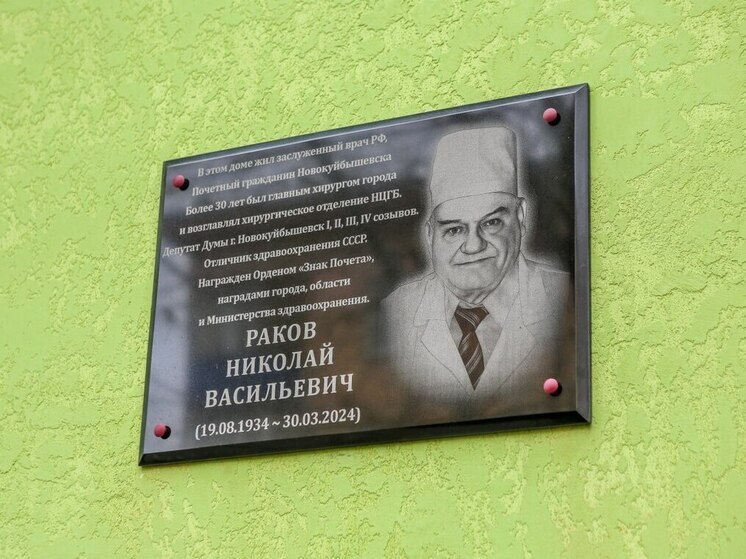 В этом доме жил заслуженный врач РФ,
Почетный гражданин Новокуйбышевска
Более 30 лет был главным хирургом города
и возглавлял хирургическое отделение НЦГБ.
Депутат Думы г. Новокуйбышевск I, II, III, IV созывов.
Отличник здравоохранения СССР.
Награжден Орденом «Знак Почета»,
наградами города, области
и Министерства здравоохранения.
РАКОВ
НИКОЛАЙ
ВАСИЛЬЕВИЧ
(19.08.1934 ~ 30.03.2024)